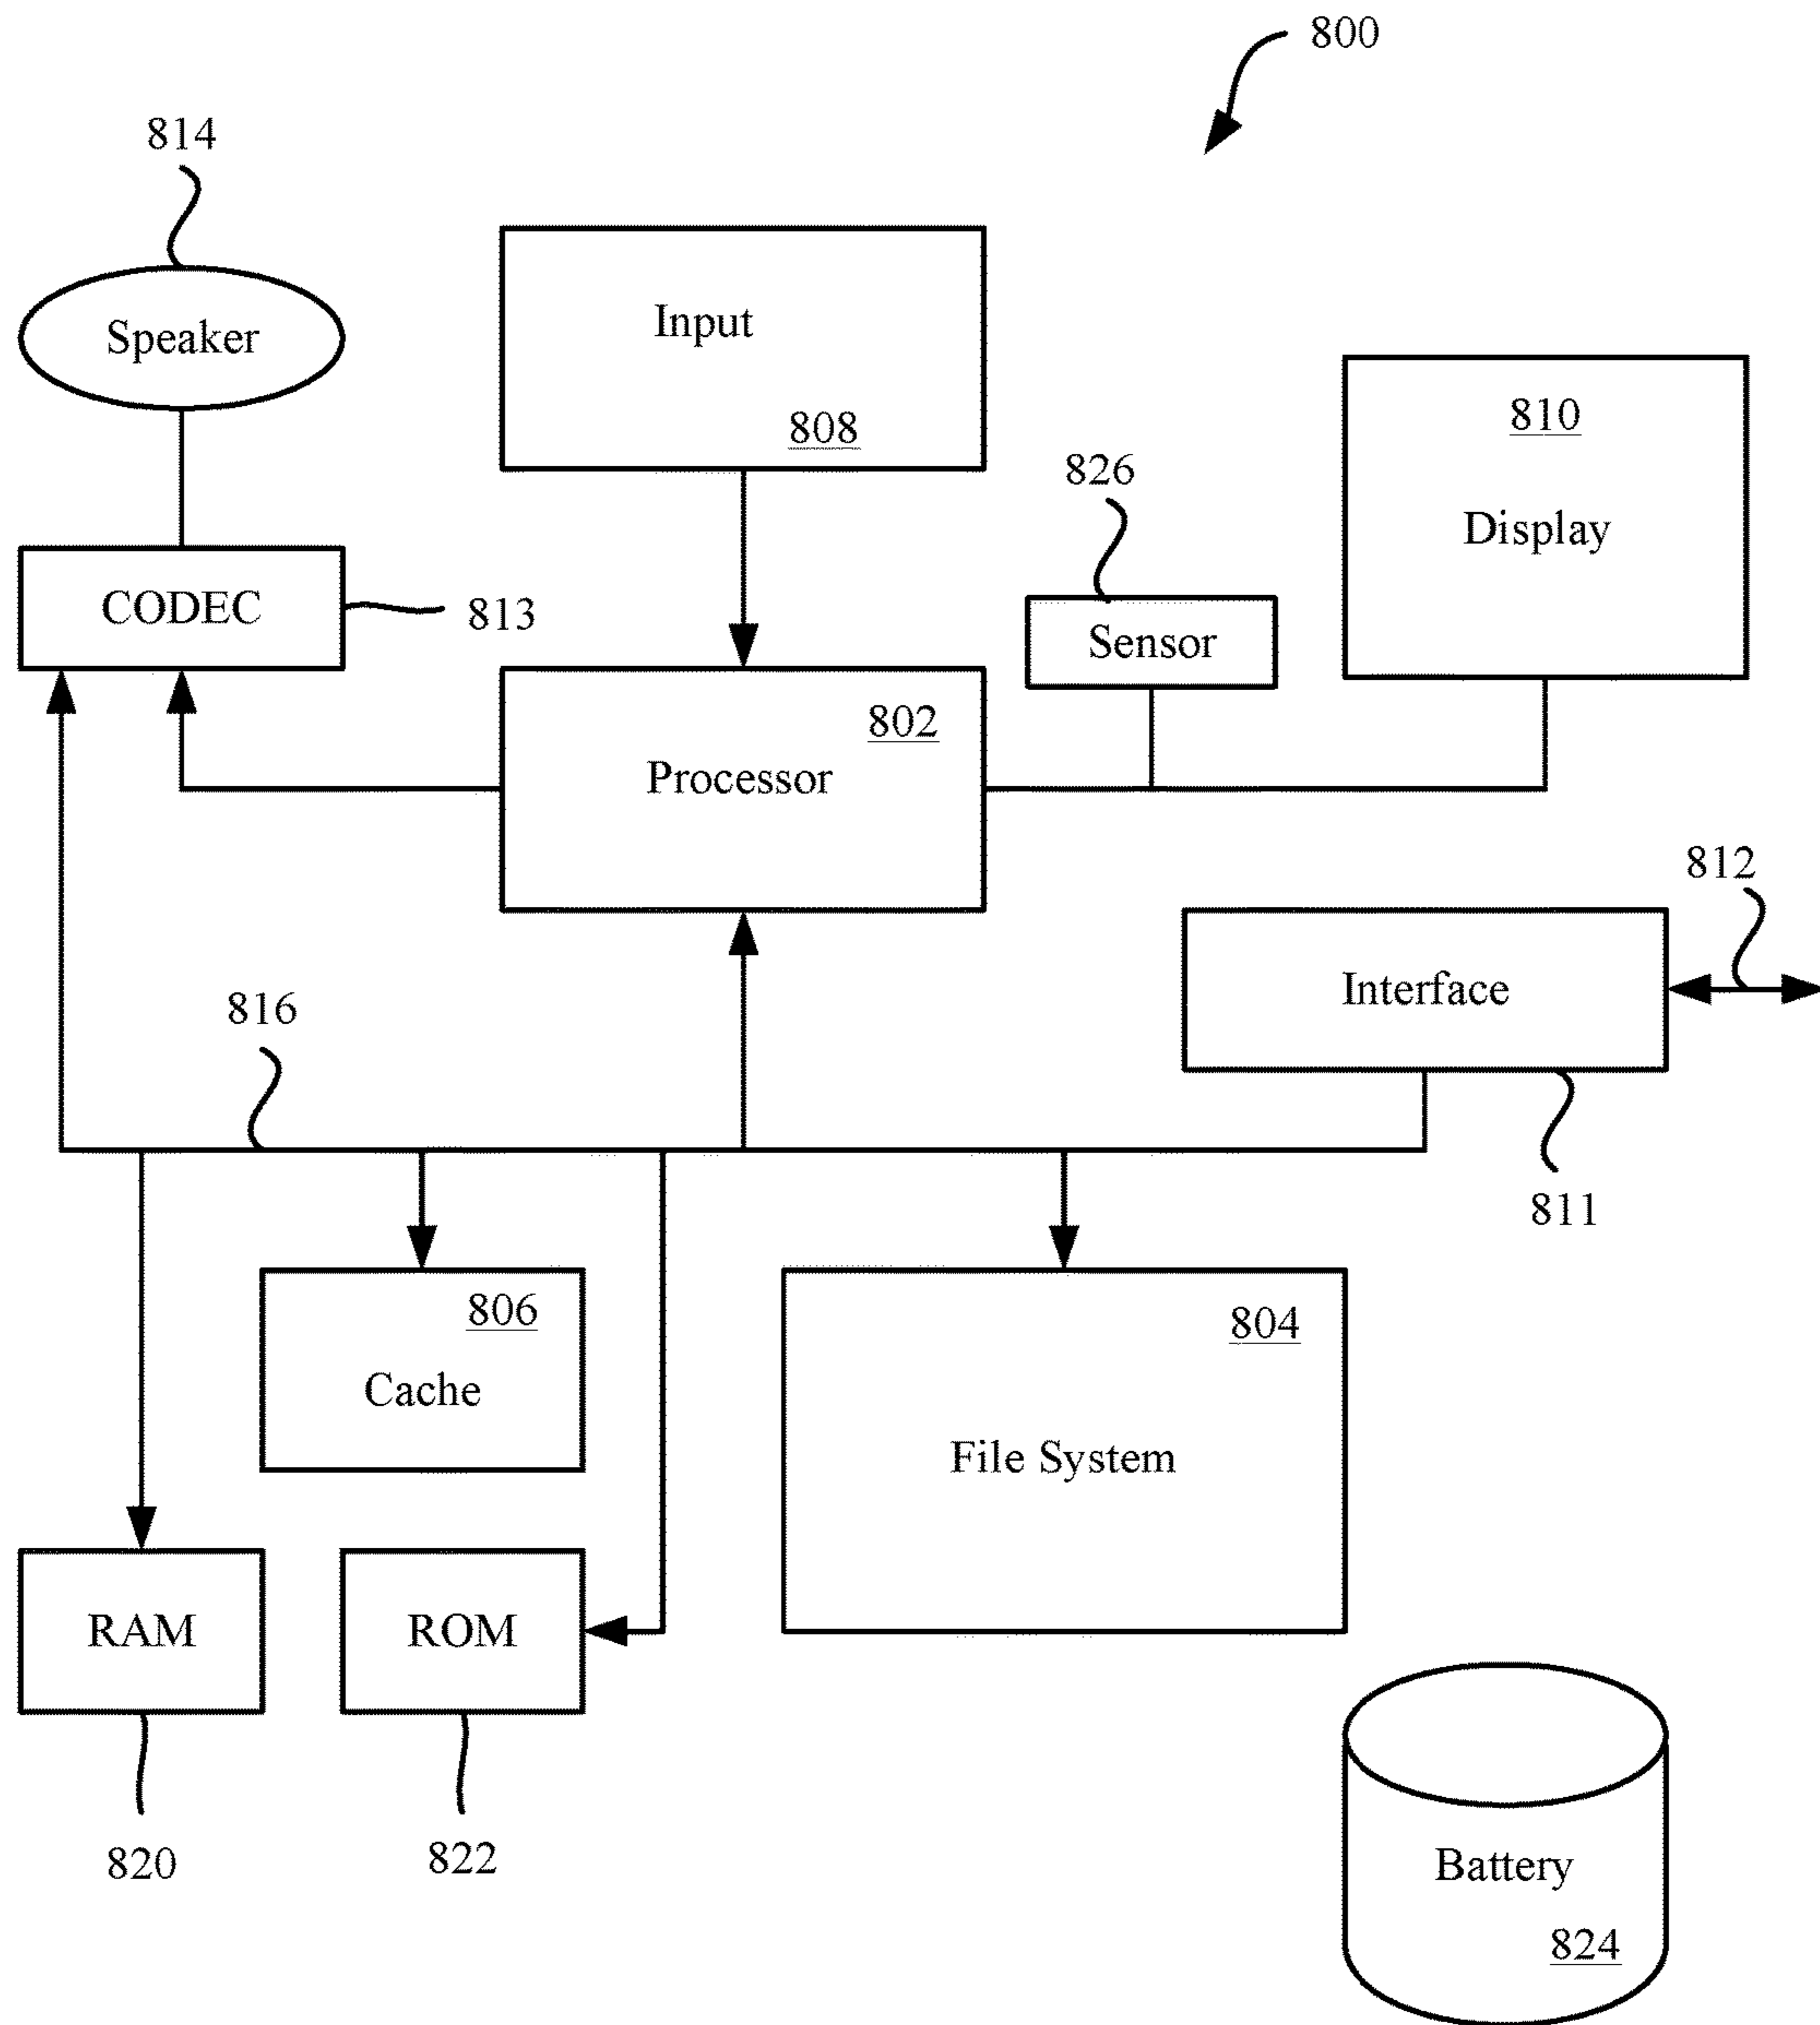 800
814
Speaker
Input
808
810
Display
826
Sensor
CODEC
813
802
Processor
812
Interface
816
811
806
Cache
804
File System
RAM
ROM
820
822
Battery
824